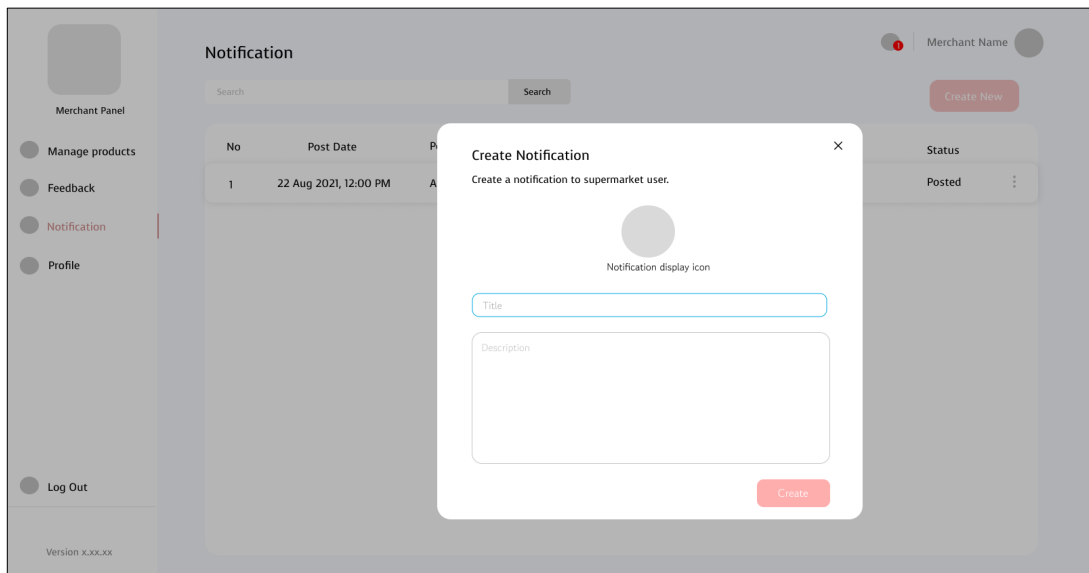 Notification
1
Merchant Name
Search
Search
Create New
Merchant Panel
Manage products
Feedback
Notification
Profile
Log Out
Version x.xx.xx
No
Post Date
Status
1
22 Aug 2021, 12:00 PM
A
Posted
Create Notification
Create a notification to supermarket user.
Notification display icon
Title
Description
Create